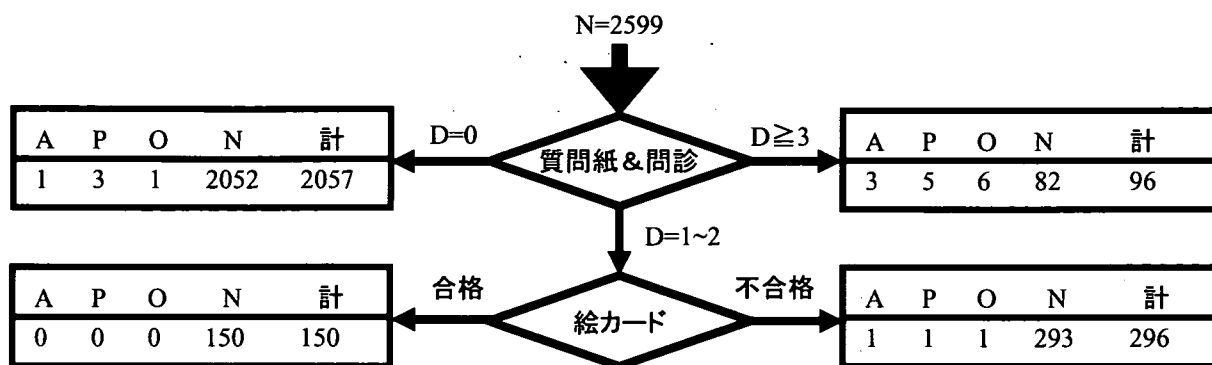 N=2599
A P O N 計
1 3 1 2052 2057
D=0
質問紙&問診
D≧3
A P O N 計
3 5 6 82 96
D=1~2
A P O N 計
0 0 0 150 150
合格
絵カード
不合格
A P O N 計
1 1 1 293 296